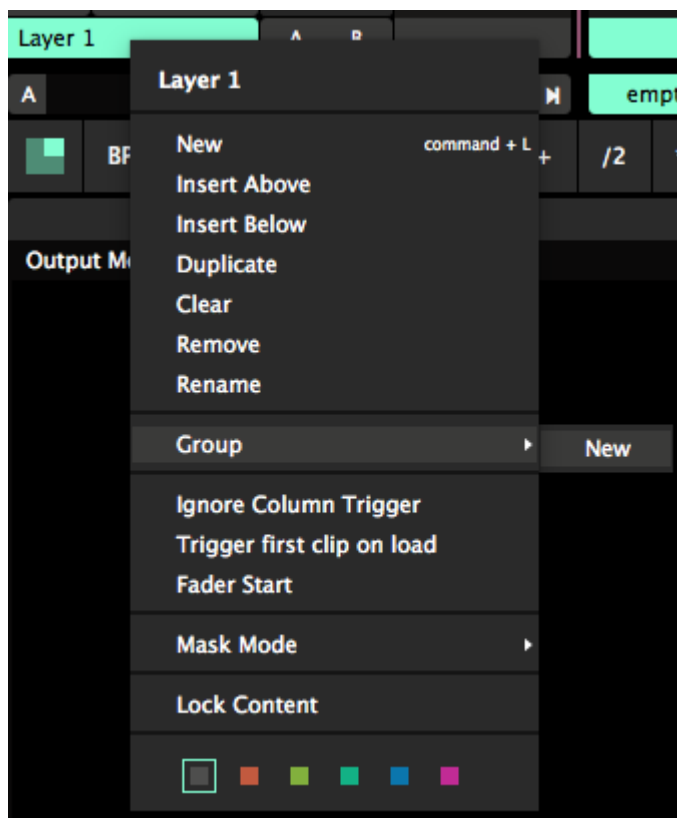 Layer 1
A B
Layer 1
A
empt
BP
+
/2
New command + L
Insert Above
Insert Below
Output Mo
Duplicate
Clear
Remove
Rename
Group
New
Ignore Column Trigger
Trigger first clip on load
Fader Start
Mask Mode
Lock Content